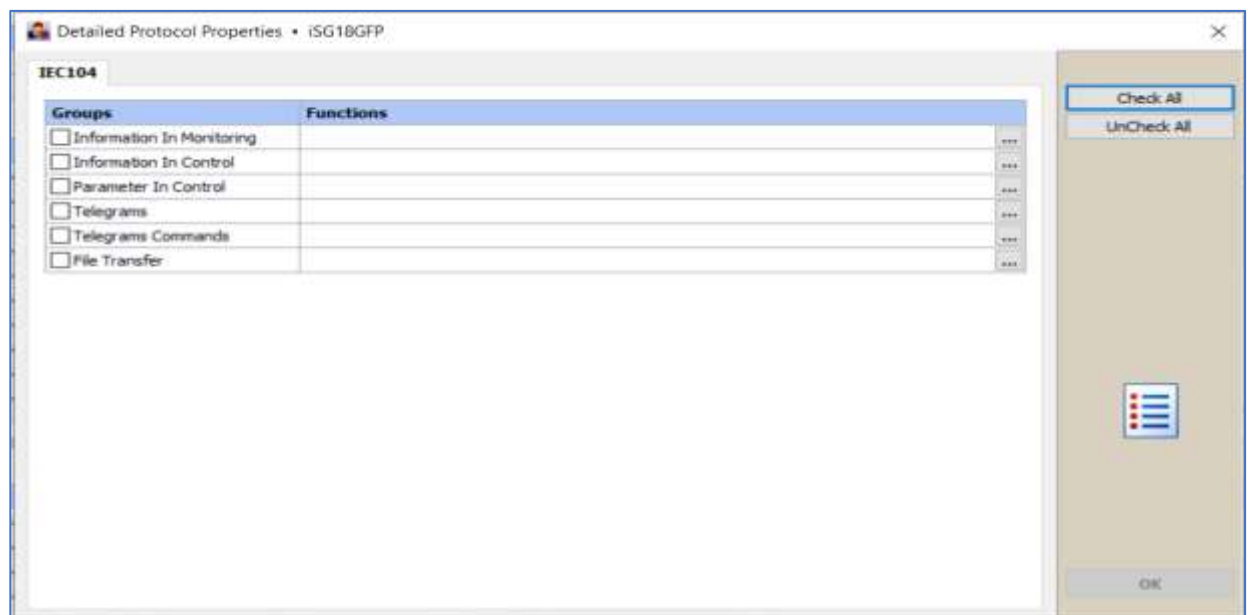 Detailed Protocol Properties • iSG18GFP
IEC104
Check All
UnCheck All
Groups Functions
Information In Monitoring ...
Information In Control ...
Parameter In Control ...
Telegrams ...
Telegrams Commands ...
File Transfer ...
OK